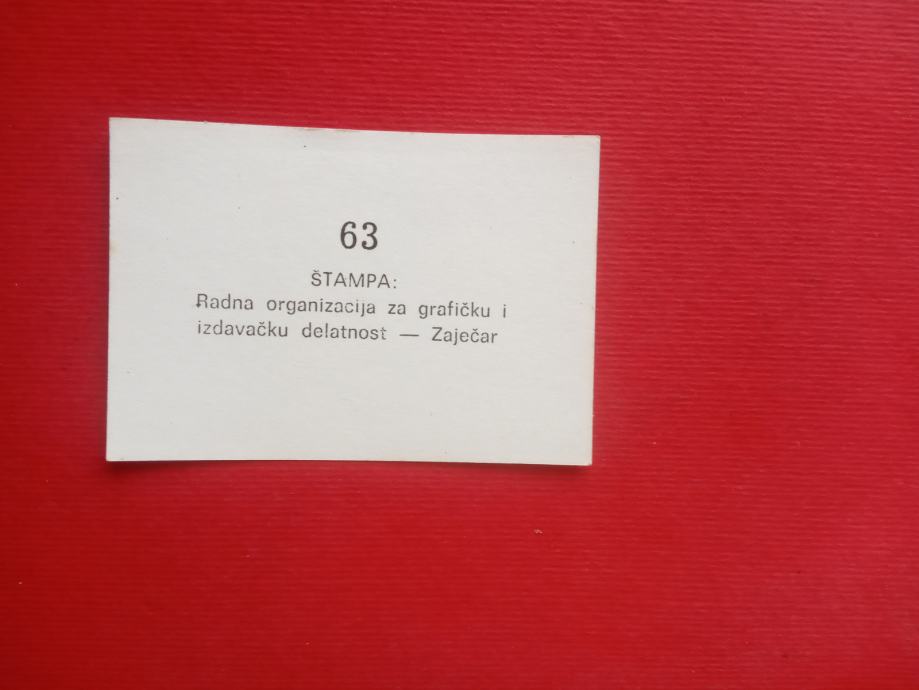 63
ŠTAMPA:
Radna organizacija za grafičku i
izdavačku delatnost — Zaječar